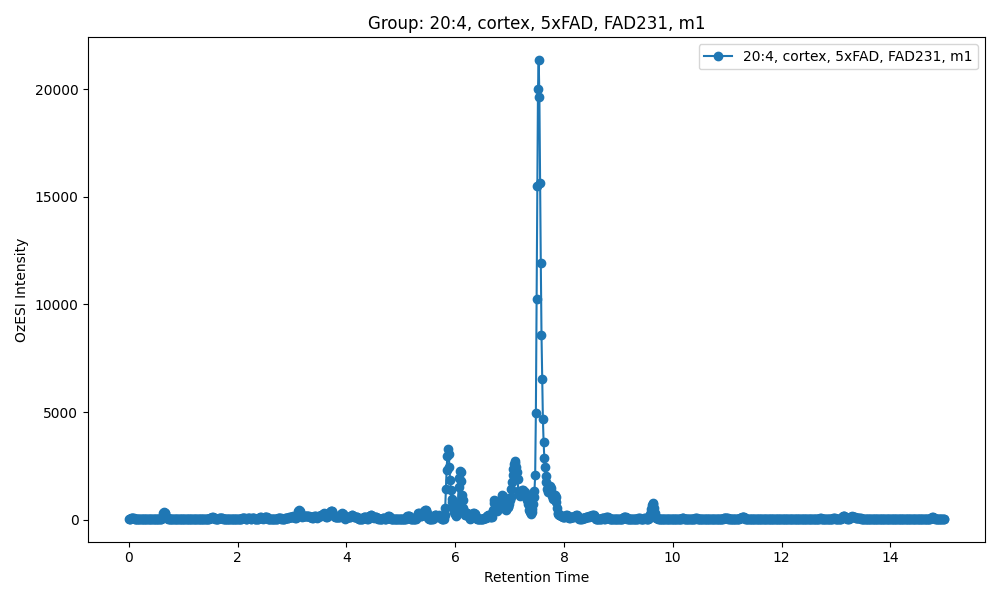 Group: 20:4, cortex, 5xFAD, FAD231, m1
20:4, cortex, 5xFAD, FAD231, m1
OzESI Intensity
20000
15000
10000
5000
0
0 2 4 6 8 10 12 14
Retention Time